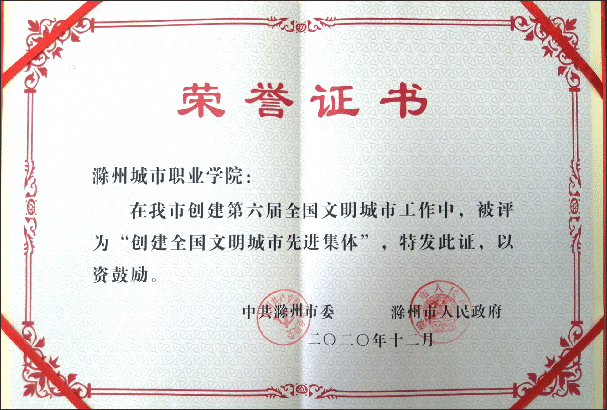 荣誉证书
滁州城市职业学院：
在我市创建第六届全国文明城市工作中，被评
为“创建全国文明城市先进集体”，特发此证，以
资鼓励。
中共滁州市委 滁州市人民政府
二〇二〇年十二月